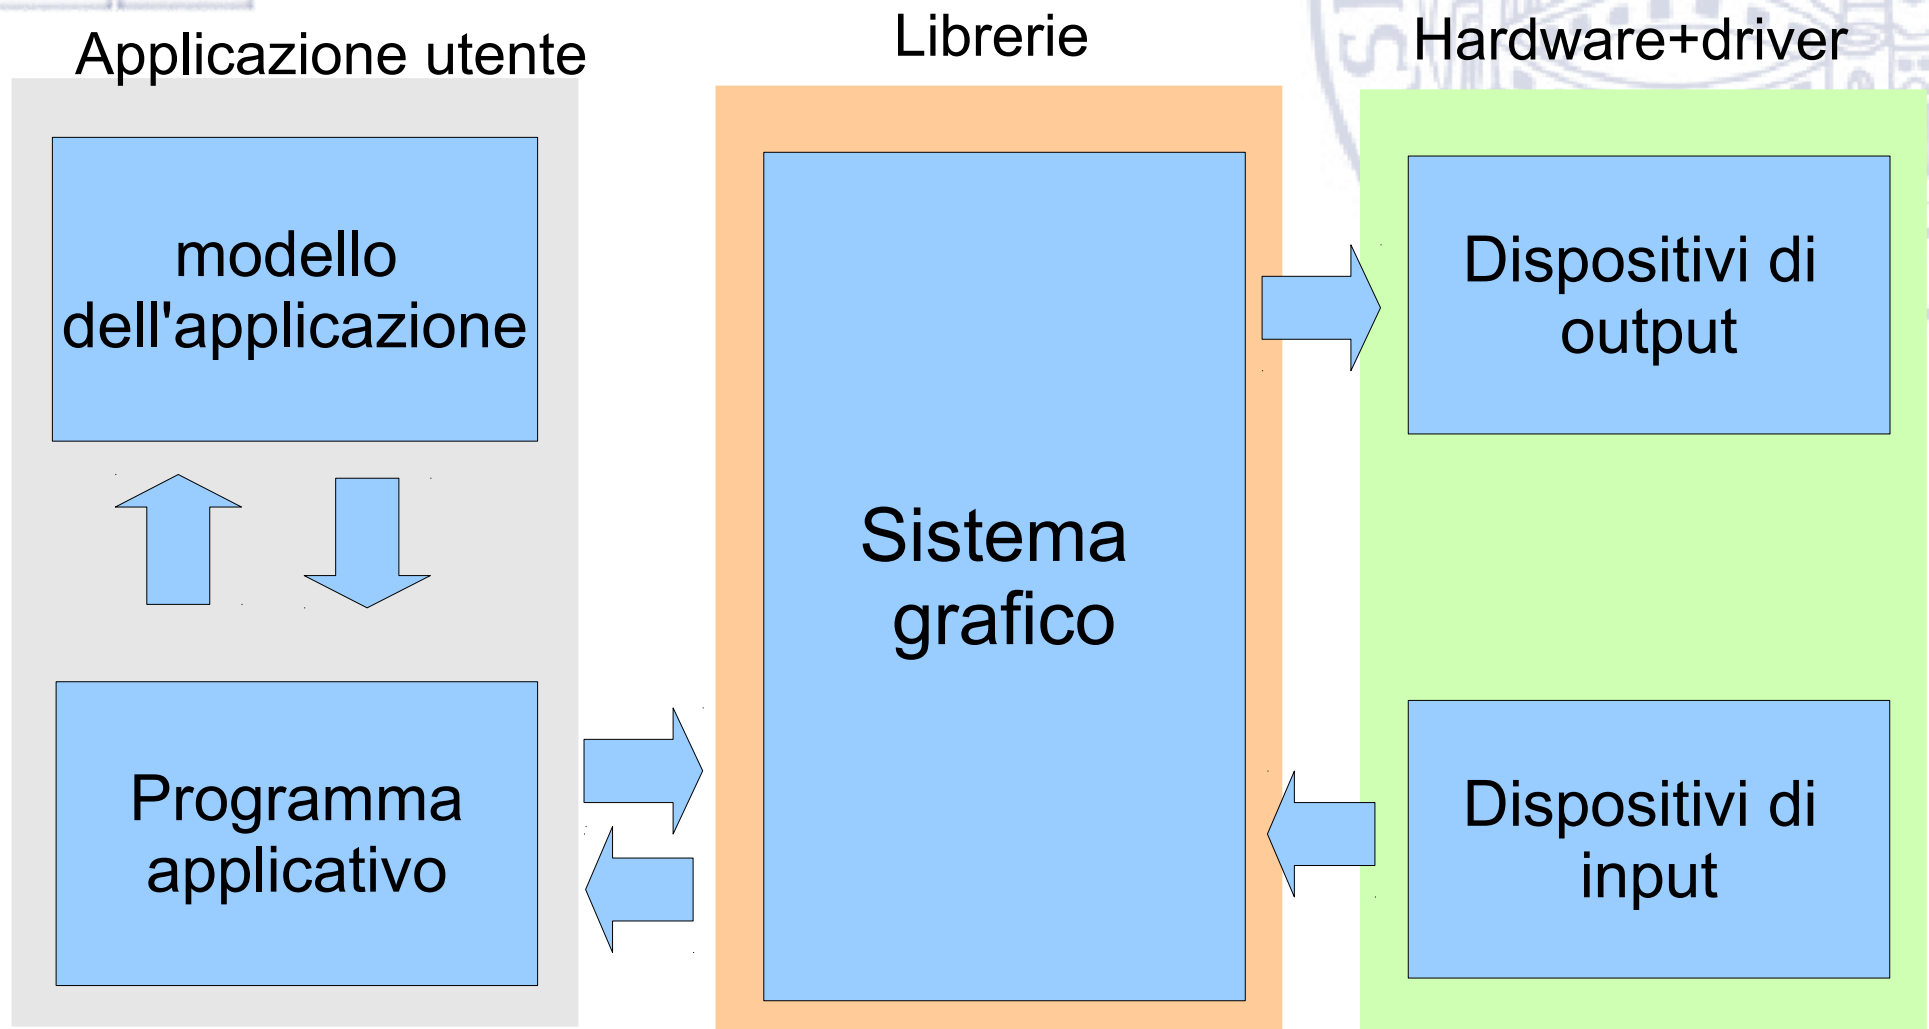 Applicazione utente
Librerie
Hardware+driver
modello
dell'applicazione
Programma
applicativo
Sistema
grafico
Dispositivi di
output
Dispositivi di
input